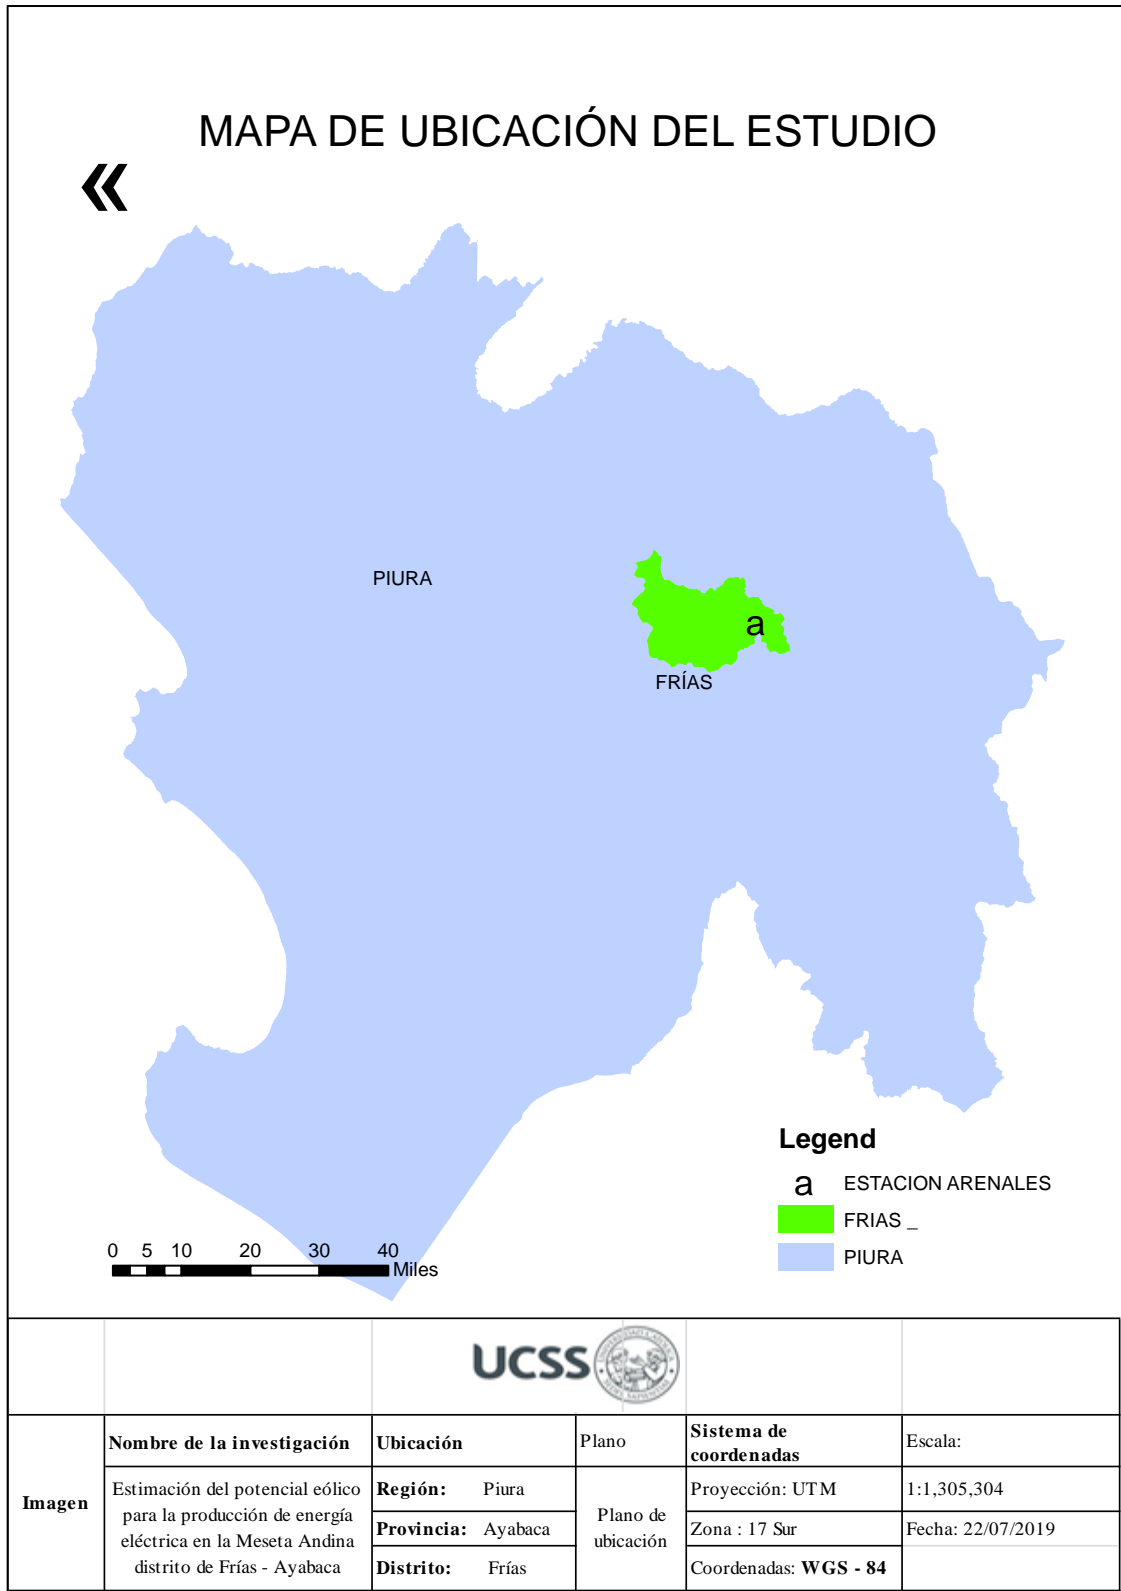 MAPA DE UBICACIÓN DEL ESTUDIO
«
PIURA
a
FRÍAS
Legend
a ESTACION ARENALES
FRIAS _
PIURA
0 5 10 20 30 40
Miles
UCSS
Imagen
Nombre de la investigación
Estimación del potencial eólico
para la producción de energía
eléctrica en la Meseta Andina
distrito de Frías - Ayabaca
Ubicación
Región: Piura
Provincia: Ayabaca
Distrito: Frías
Plano
Plano de
ubicación
Sistema de
coordenadas
Proyección: UTM
Zona : 17 Sur
Coordenadas: WGS - 84
Escala:
1:1,305,304
Fecha: 22/07/2019